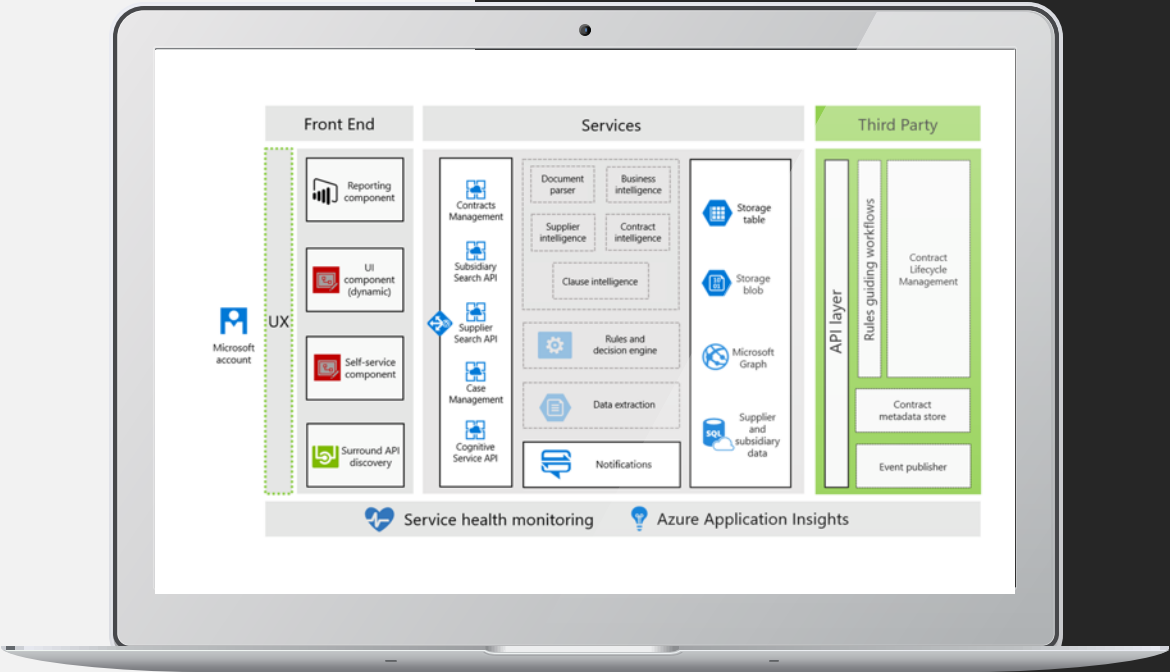 Front End
Services
Third Party
Microsoft
account
UX
Reporting
component
UI
component
(dynamic)
Self-service
component
Surround API
discovery
Contracts
Management
Subsidiary
Search API
Supplier
Search API
Case
Management
Cognitive
Service API
Document
parser
Business
intelligence
Supplier
intelligence
Contract
intelligence
Clause intelligence
Rules and
decision engine
Data extraction
Notifications
Storage
table
Storage
blob
Microsoft
Graph
SQL
Supplier
and
subsidiary
data
API layer
Rules guiding workflows
Contract
Lifecycle
Management
Contract
metadata store
Event publisher
Service health monitoring
Azure Application Insights